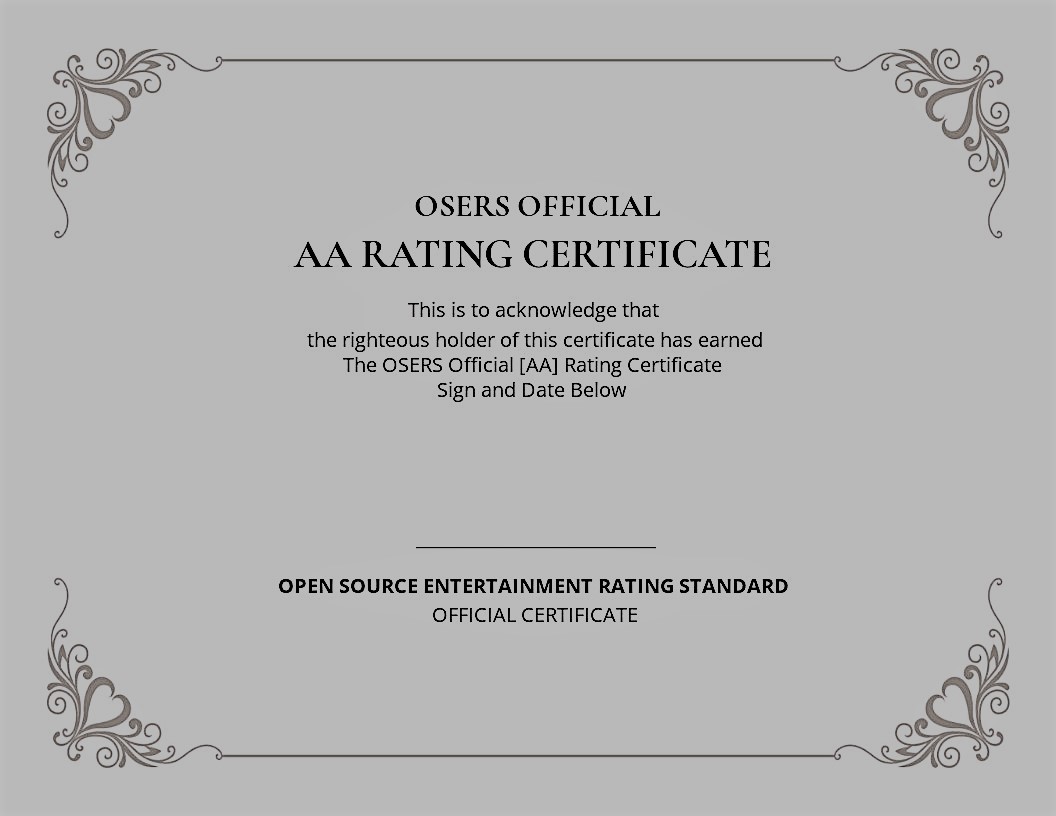 OSERS OFFICIAL
AA RATING CERTIFICATE
This is to acknowledge that
the righteous holder of this certificate has earned
The OSERS Official [AA] Rating Certificate
Sign and Date Below
OPEN SOURCE ENTERTAINMENT RATING STANDARD
OFFICIAL CERTIFICATE